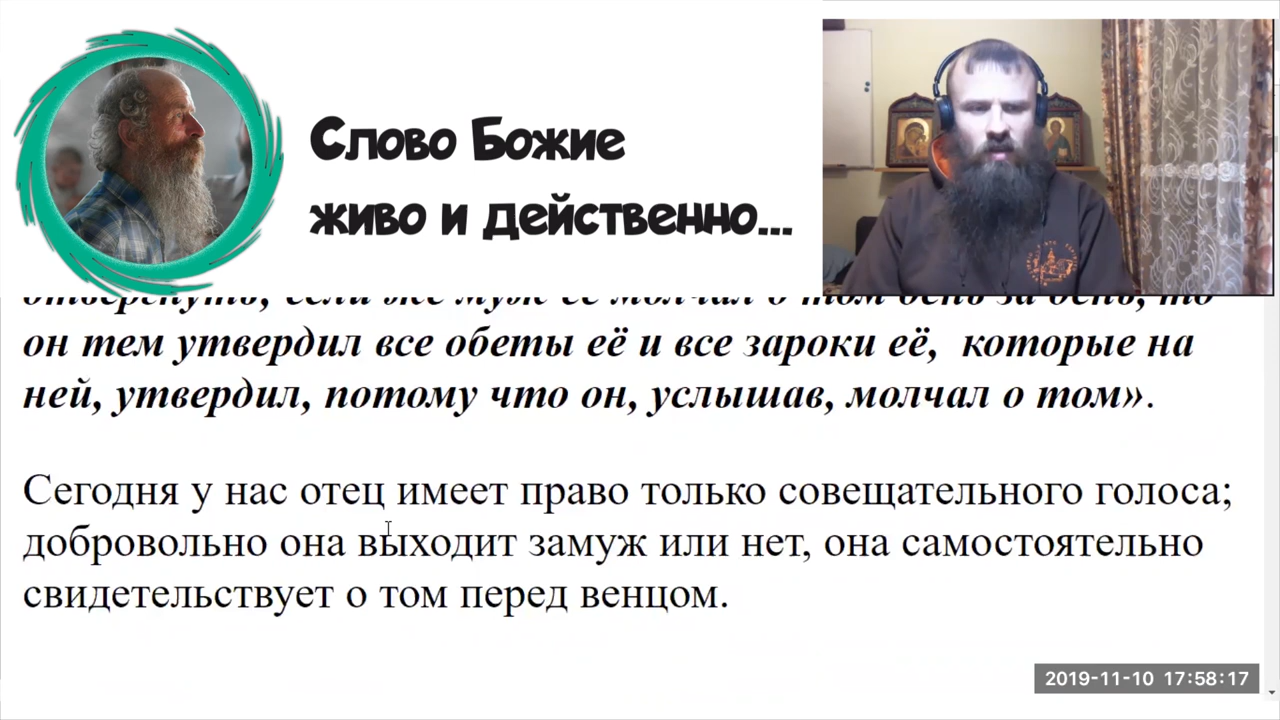 Слово Божие
живо и действенно...
он тем утвердил все обеты её и все зароки её, которые на
ней, утвердил, потому что он, услышав, молчал о том».
Сегодня у нас отец имеет право только совещательного голоса;
добровольно она выходит замуж или нет, она самостоятельно
свидетельствует о том перед венцом.
2019-11-10 17:58:17